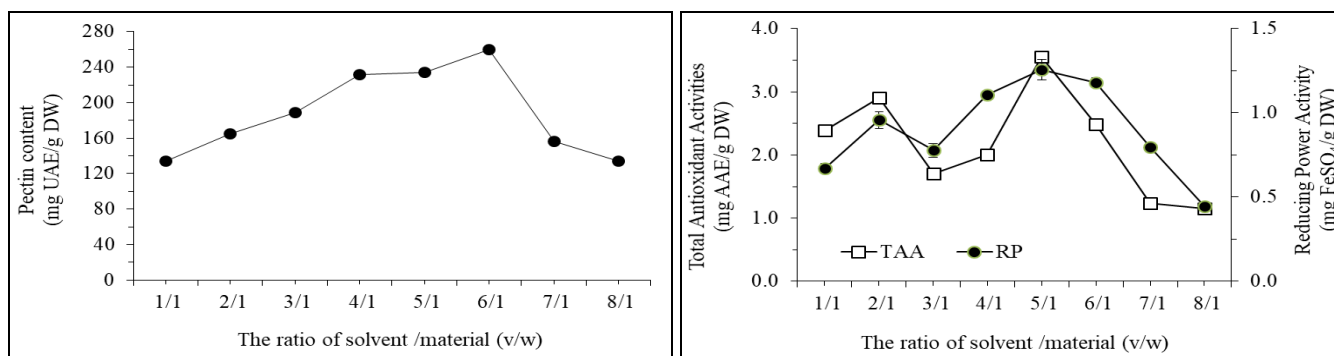 Pectin content
(mg UAE/g DW)
280
240
200
160
120
80
40
0
1/1 2/1 3/1 4/1 5/1 6/1 7/1 8/1
The ratio of solvent /material (v/w)
Total Antioxidant Activities
(mg AAE/g DW)
4.0
3.0
2.0
1.0
0.0
TAA RP
1/1 2/1 3/1 4/1 5/1 6/1 7/1 8/1
The ratio of solvent /material (v/w)
1.5
1.0
0.5
0.0
Reducing Power Activity
(mg FeSO₄/g DW)